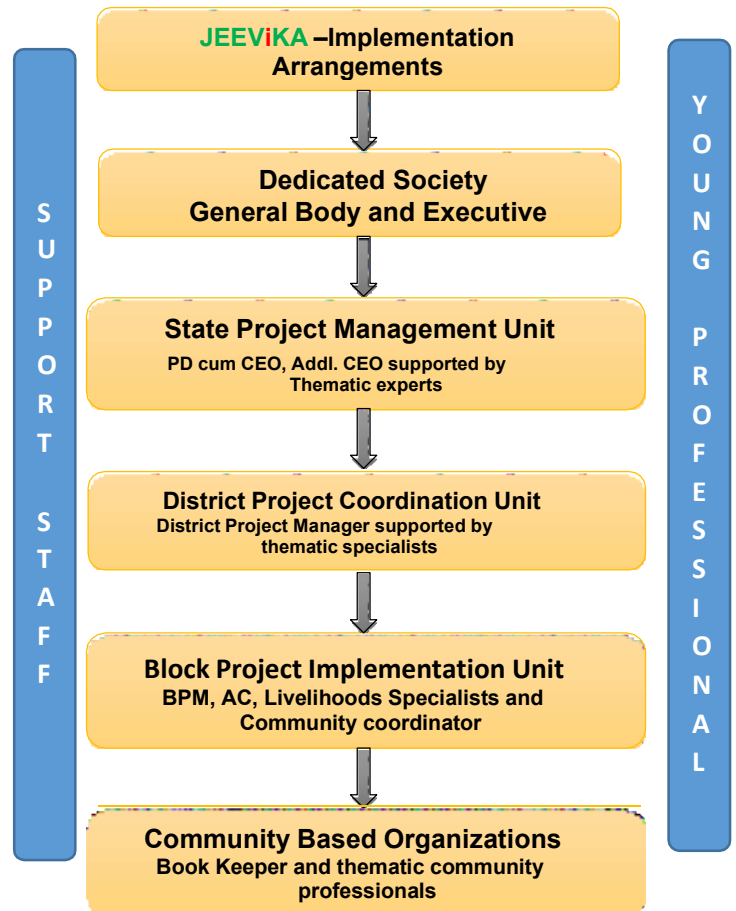 JEEViKA –Implementation
Arrangements
Dedicated Society
General Body and Executive
State Project Management Unit
PD cum CEO, Addl. CEO supported by
Thematic experts
District Project Coordination Unit
District Project Manager supported by
thematic specialists
Block Project Implementation Unit
BPM, AC, Livelihoods Specialists and
Community coordinator
Community Based Organizations
Book Keeper and thematic community
professionals
SUPPORT STAFF
YOUNG PROFESSIONAL